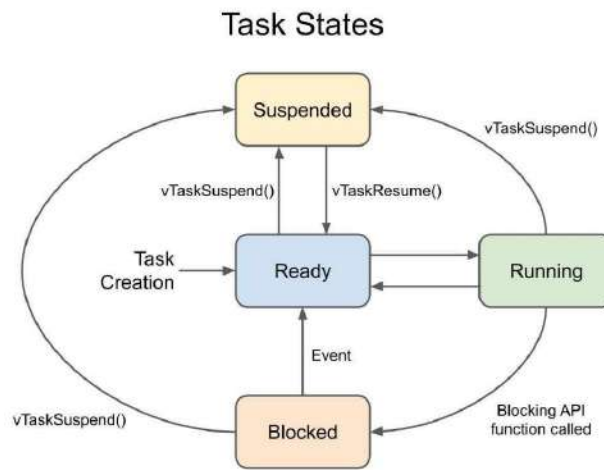 Task States
Suspended
vTaskSuspend()
vTaskSuspend()
vTaskResume()
Task
Creation
Ready
Running
Event
vTaskSuspend()
Blocked
Blocking API
function called